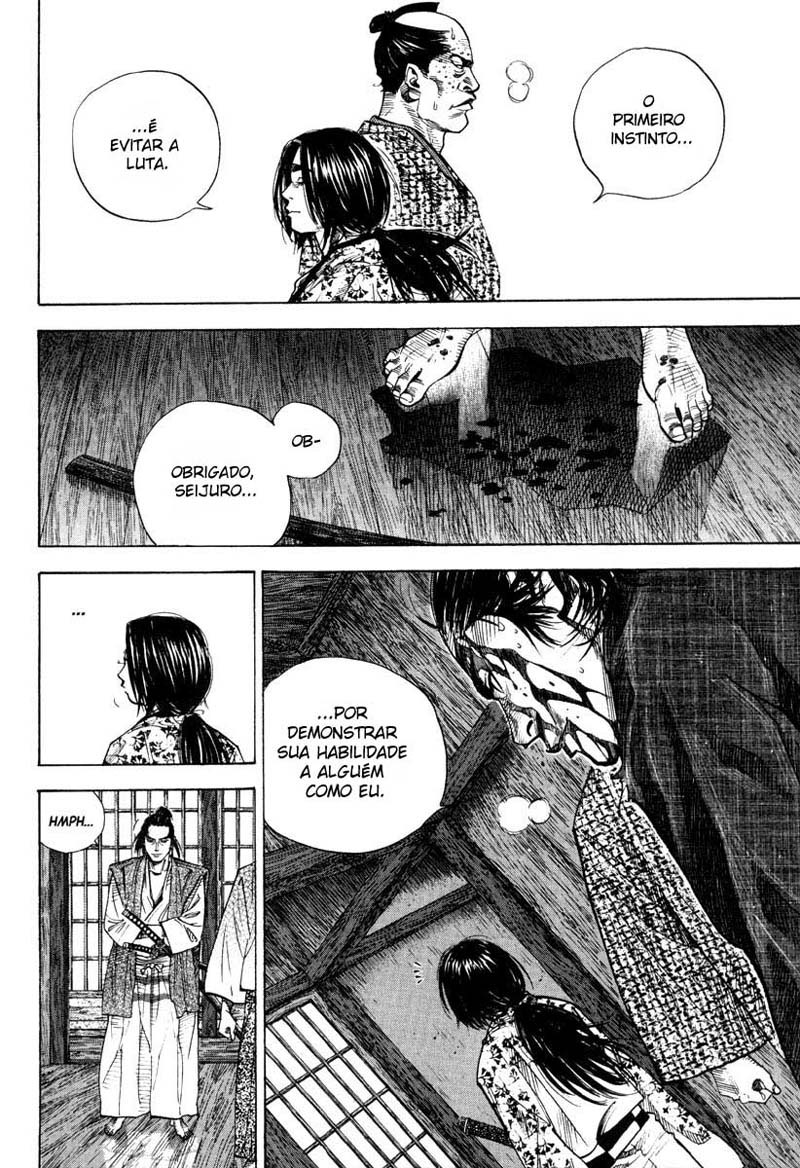 O
PRIMEIRO
INSTINTO...
...É
EVITAR A
LUTA.
OB-
OBRIGADO,
SEIJURO...
...POR
DEMONSTRAR
SUA HABILIDADE
A ALGUÉM
COMO EU.
...
HMPH...